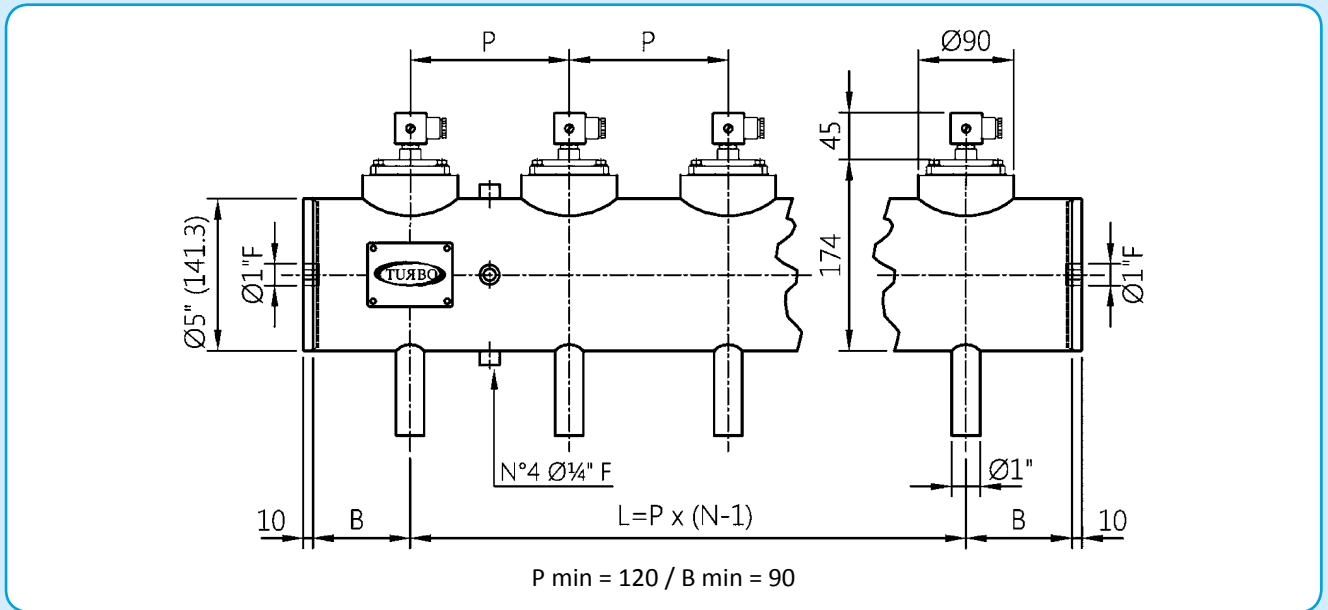 P
P
Ø90
45
174
Ø5" (141.3)
Ø1"F
TUЯBO
Ø1"F
N°4 Ø¼" F
Ø1"
10
B
L=P x (N-1)
B
10
P min = 120 / B min = 90